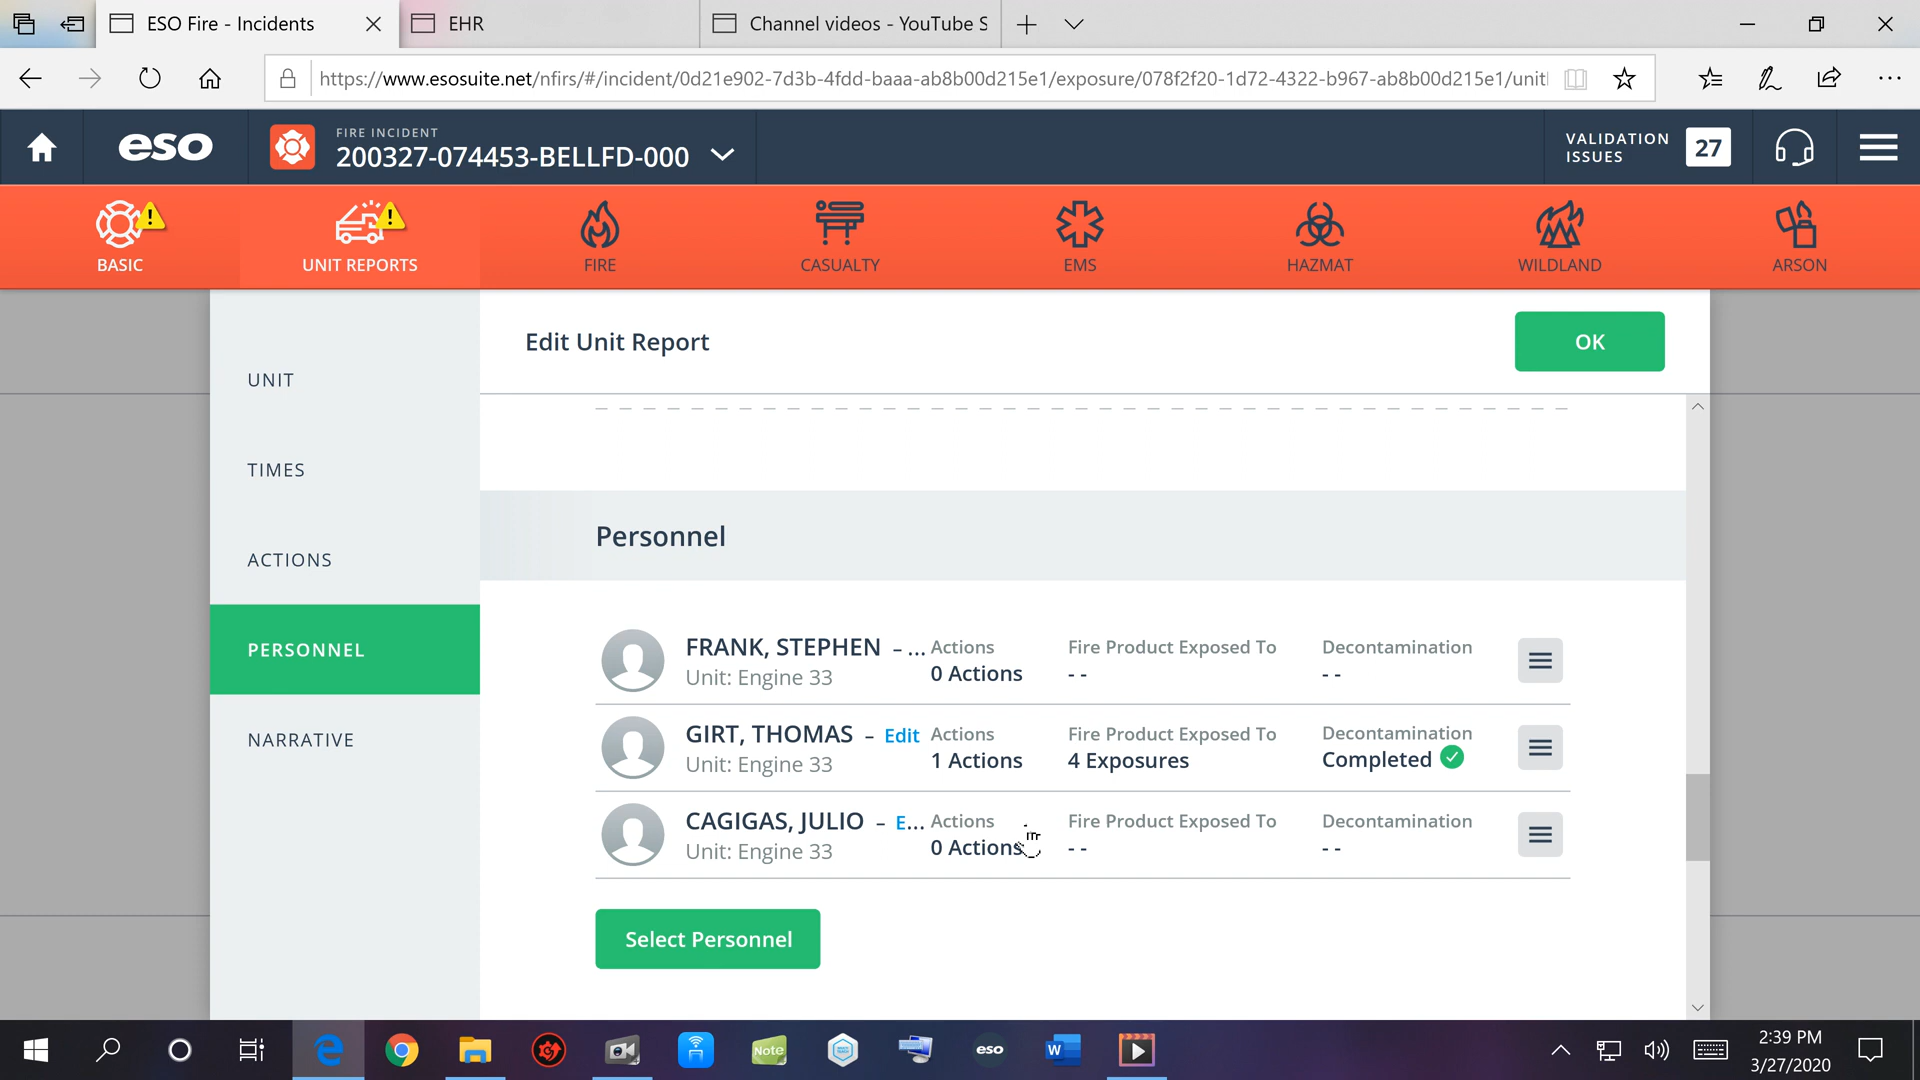 ESO Fire - Incidents
EHR
Channel videos - YouTube S
https://www.esosuite.net/nfirs/#/incident/0d21e902-7d3b-4fdd-baaa-ab8b00d215e1/exposure/078f2f20-1d72-4322-b967-ab8b00d215e1/unit
eso
FIRE INCIDENT
200327-074453-BELLFD-000
VALIDATION
ISSUES
27
BASIC
UNIT REPORTS
FIRE
CASUALTY
EMS
HAZMAT
WILDLAND
ARSON
UNIT
TIMES
ACTIONS
PERSONNEL
NARRATIVE
Edit Unit Report
OK
Personnel
FRANK, STEPHEN – ... Actions Fire Product Exposed To Decontamination
Unit: Engine 33 0 Actions - - - -
GIRT, THOMAS – Edit Actions Fire Product Exposed To Decontamination
Unit: Engine 33 1 Actions 4 Exposures Completed
CAGIGAS, JULIO – E... Actions Fire Product Exposed To Decontamination
Unit: Engine 33 0 Actions - - - -
Select Personnel
Note
eso
W
2:39 PM
3/27/2020